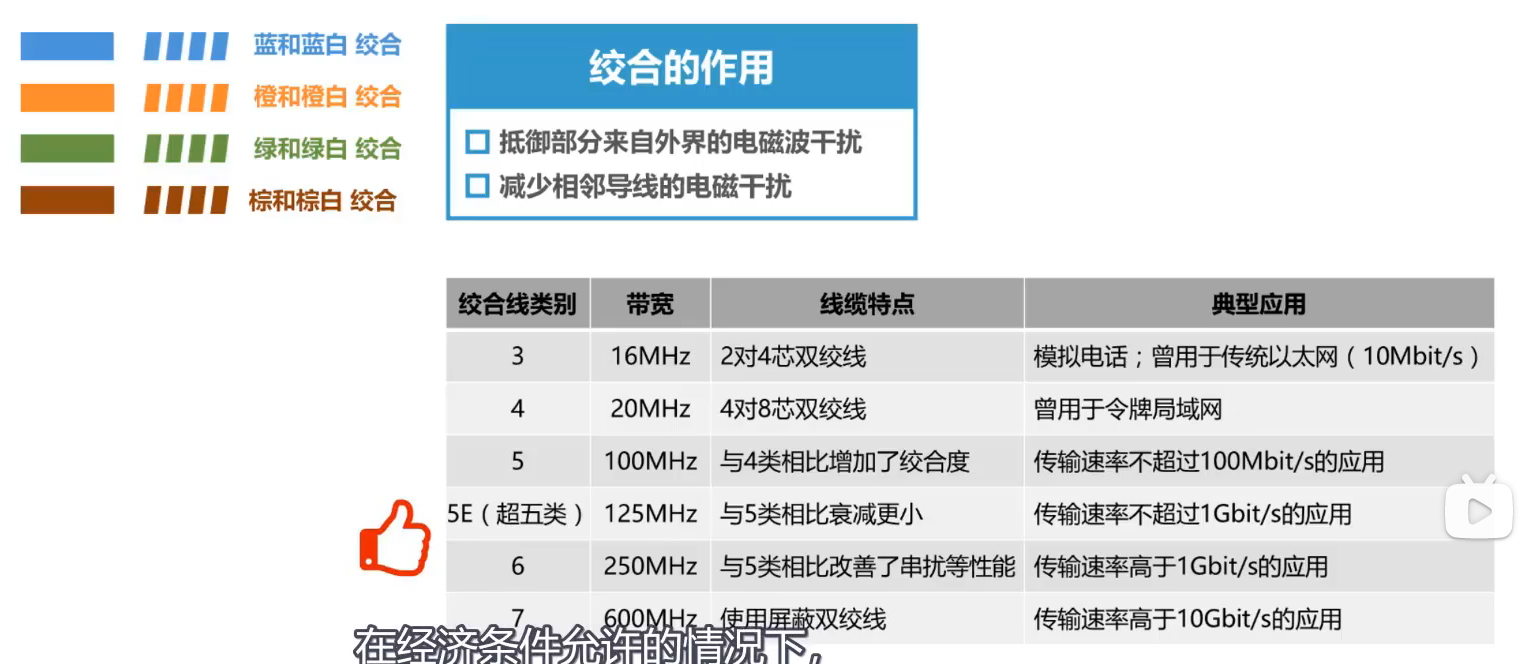 蓝和蓝白 绞合
橙和橙白 绞合
绿和绿白 绞合
棕和棕白 绞合
绞合的作用
抵御部分来自外界的电磁波干扰
减少相邻导线的电磁干扰
绞合线类别 带宽 线缆特点 典型应用
3 16MHz 2对4芯双绞线 模拟电话；曾用于传统以太网（10Mbit/s）
4 20MHz 4对8芯双绞线 曾用于令牌局域网
5 100MHz 与4类相比增加了绞合度 传输速率不超过100Mbit/s的应用
5E（超五类） 125MHz 与5类相比衰减更小 传输速率不超过1Gbit/s的应用
6 250MHz 与5类相比改善了串扰等性能 传输速率高于1Gbit/s的应用
7 600MHz 使用屏蔽双绞线 传输速率高于10Gbit/s的应用
在经济条件允许的情况下，